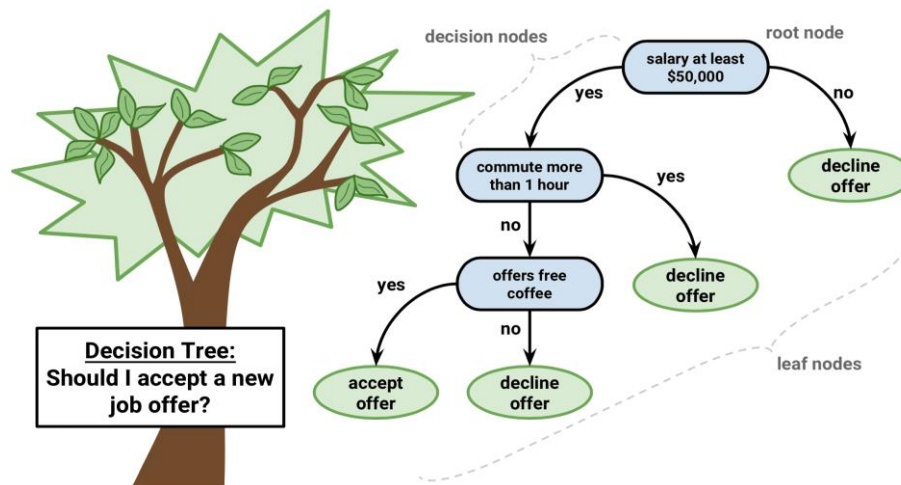 decision nodes
root node
salary at least
$50,000
yes
no
commute more
than 1 hour
yes
decline
offer
no
offers free
coffee
decline
offer
yes
no
Decision Tree:
Should I accept a new
job offer?
accept
offer
decline
offer
leaf nodes